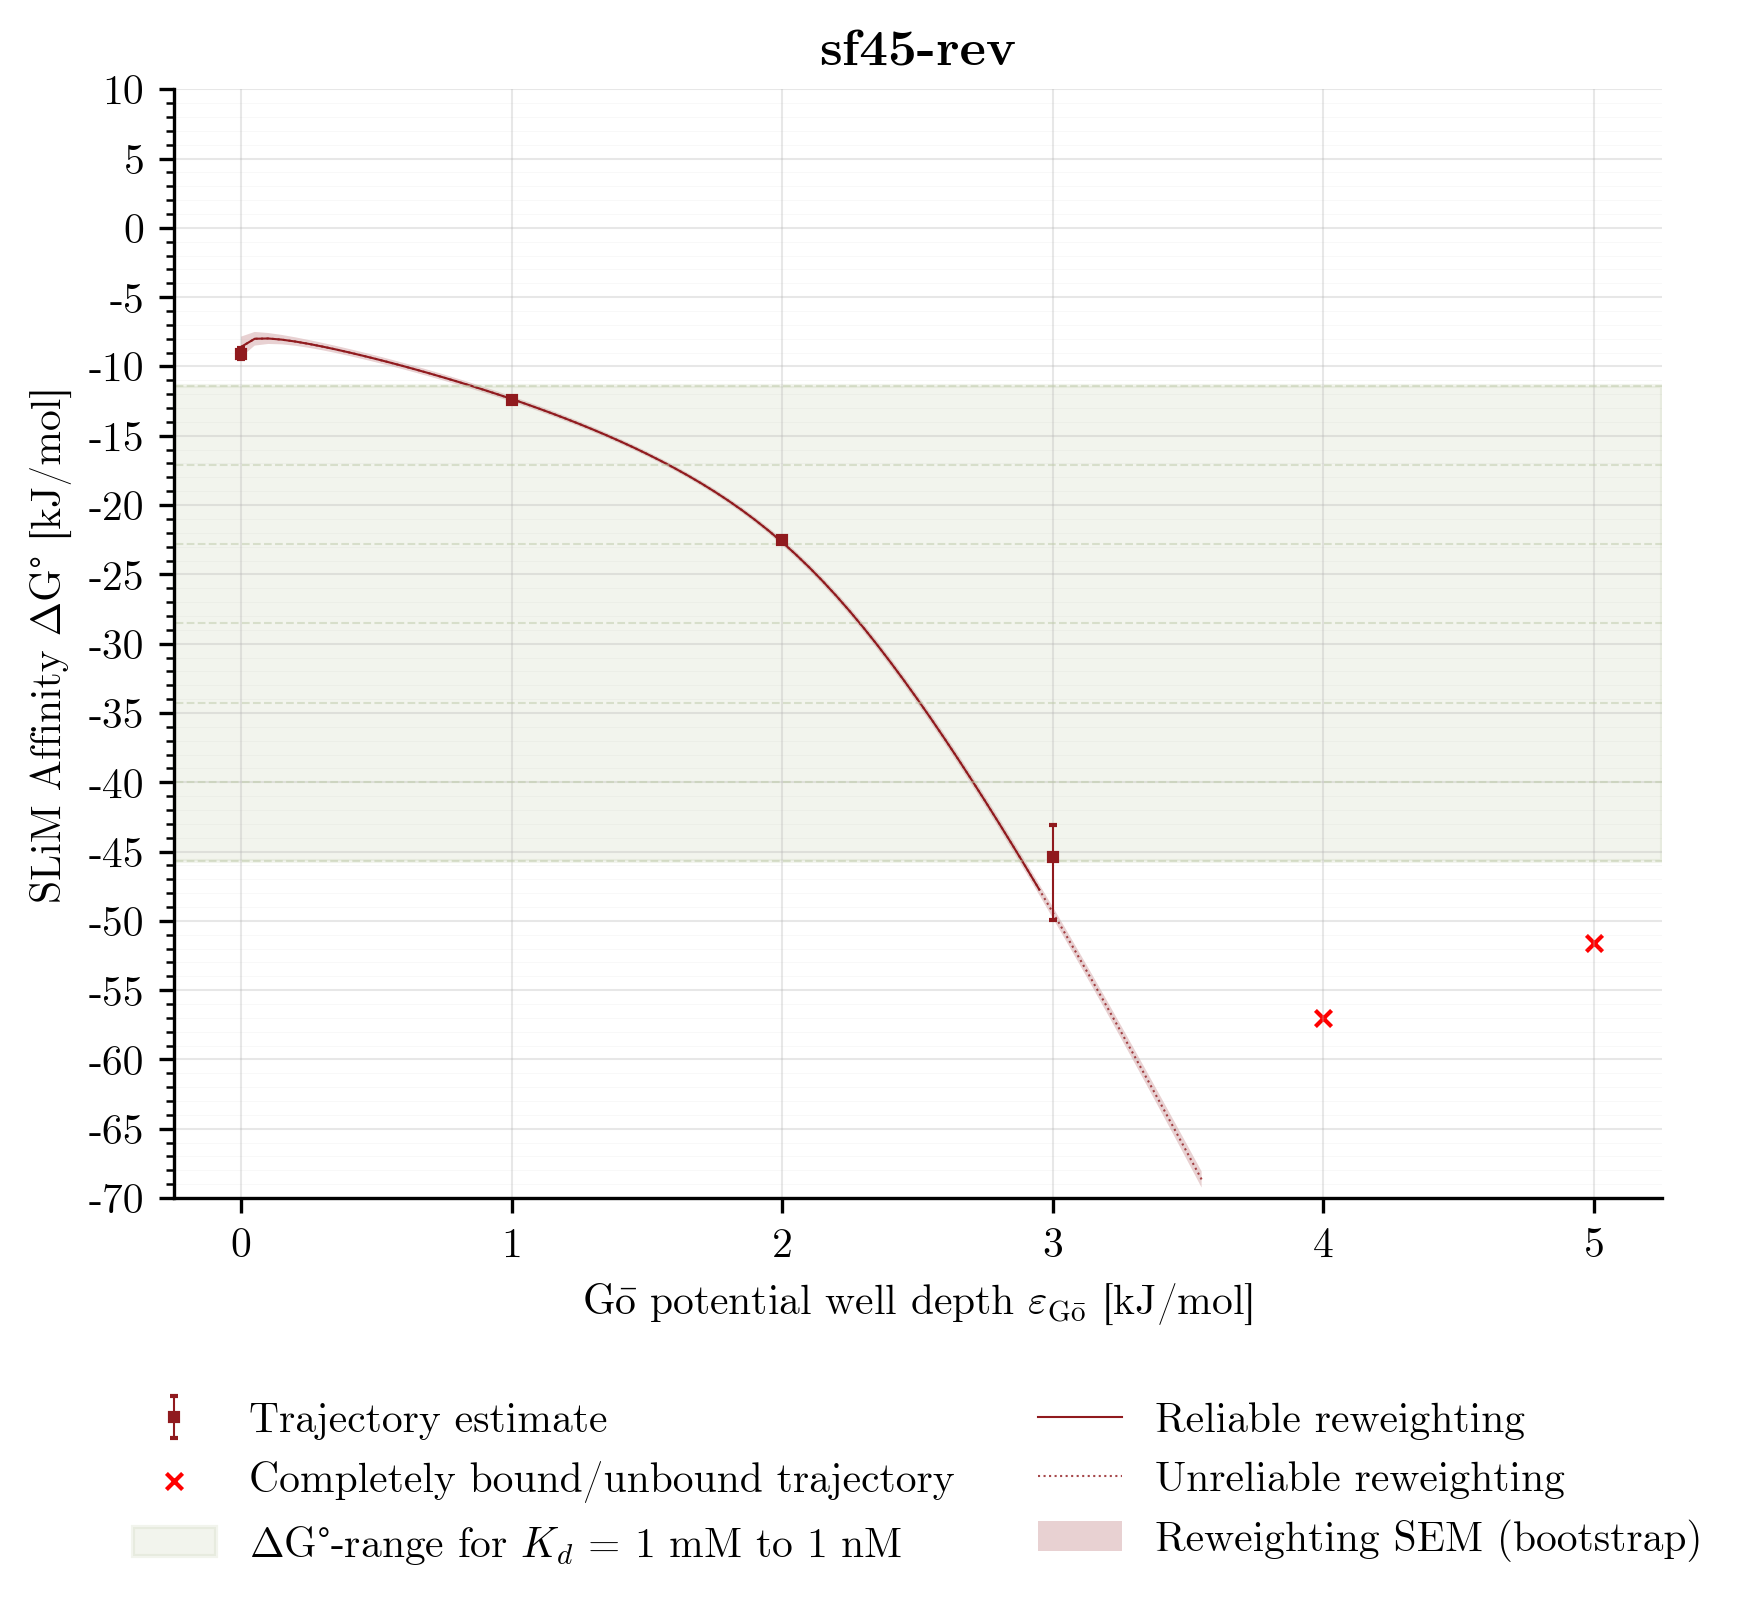 sf45-rev
10
5
0
-5
-10
-15
-20
-25
-30
-35
-40
-45
-50
-55
-60
-65
-70
SLiM Affinity ΔG° [kJ/mol]
0 1 2 3 4 5
Gō potential well depth εGō [kJ/mol]
Trajectory estimate
Completely bound/unbound trajectory
ΔG°-range for Kd = 1 mM to 1 nM
Reliable reweighting
Unreliable reweighting
Reweighting SEM (bootstrap)